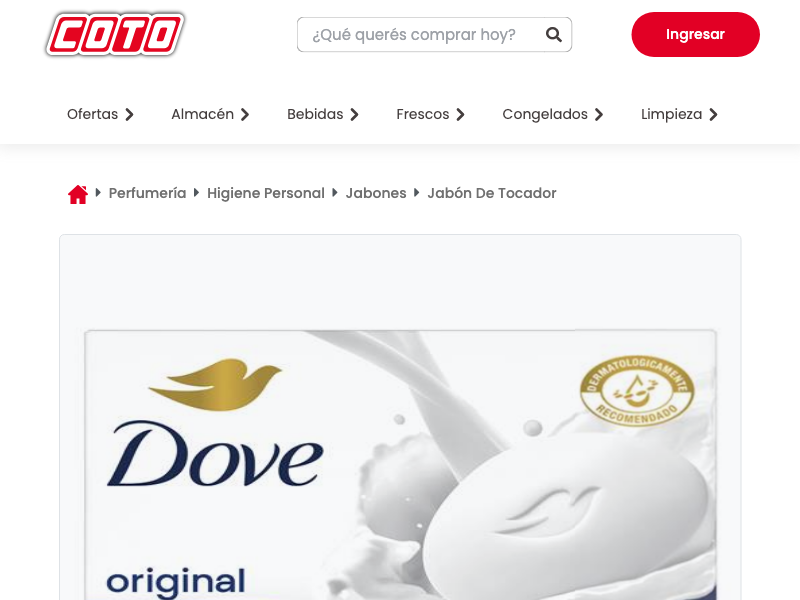 COTO
¿Qué querés comprar hoy?
Ingresar
Ofertas
Almacén
Bebidas
Frescos
Congelados
Limpieza
Perfumería
Higiene Personal
Jabones
Jabón De Tocador
DERMATOLOGICAMENTE
RECOMENDADO
Dove
original